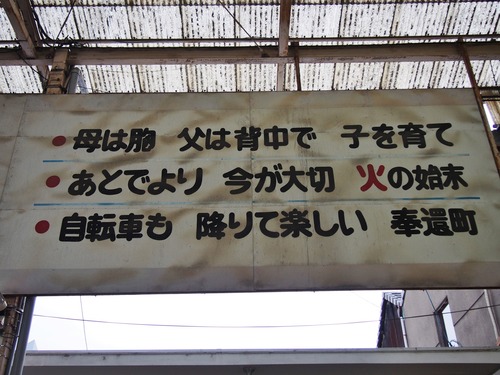 ●母は胸 父は背中で 子を育て
●あとでより 今が大切 火の始末
●自転車も 降りて楽しい 奉還町